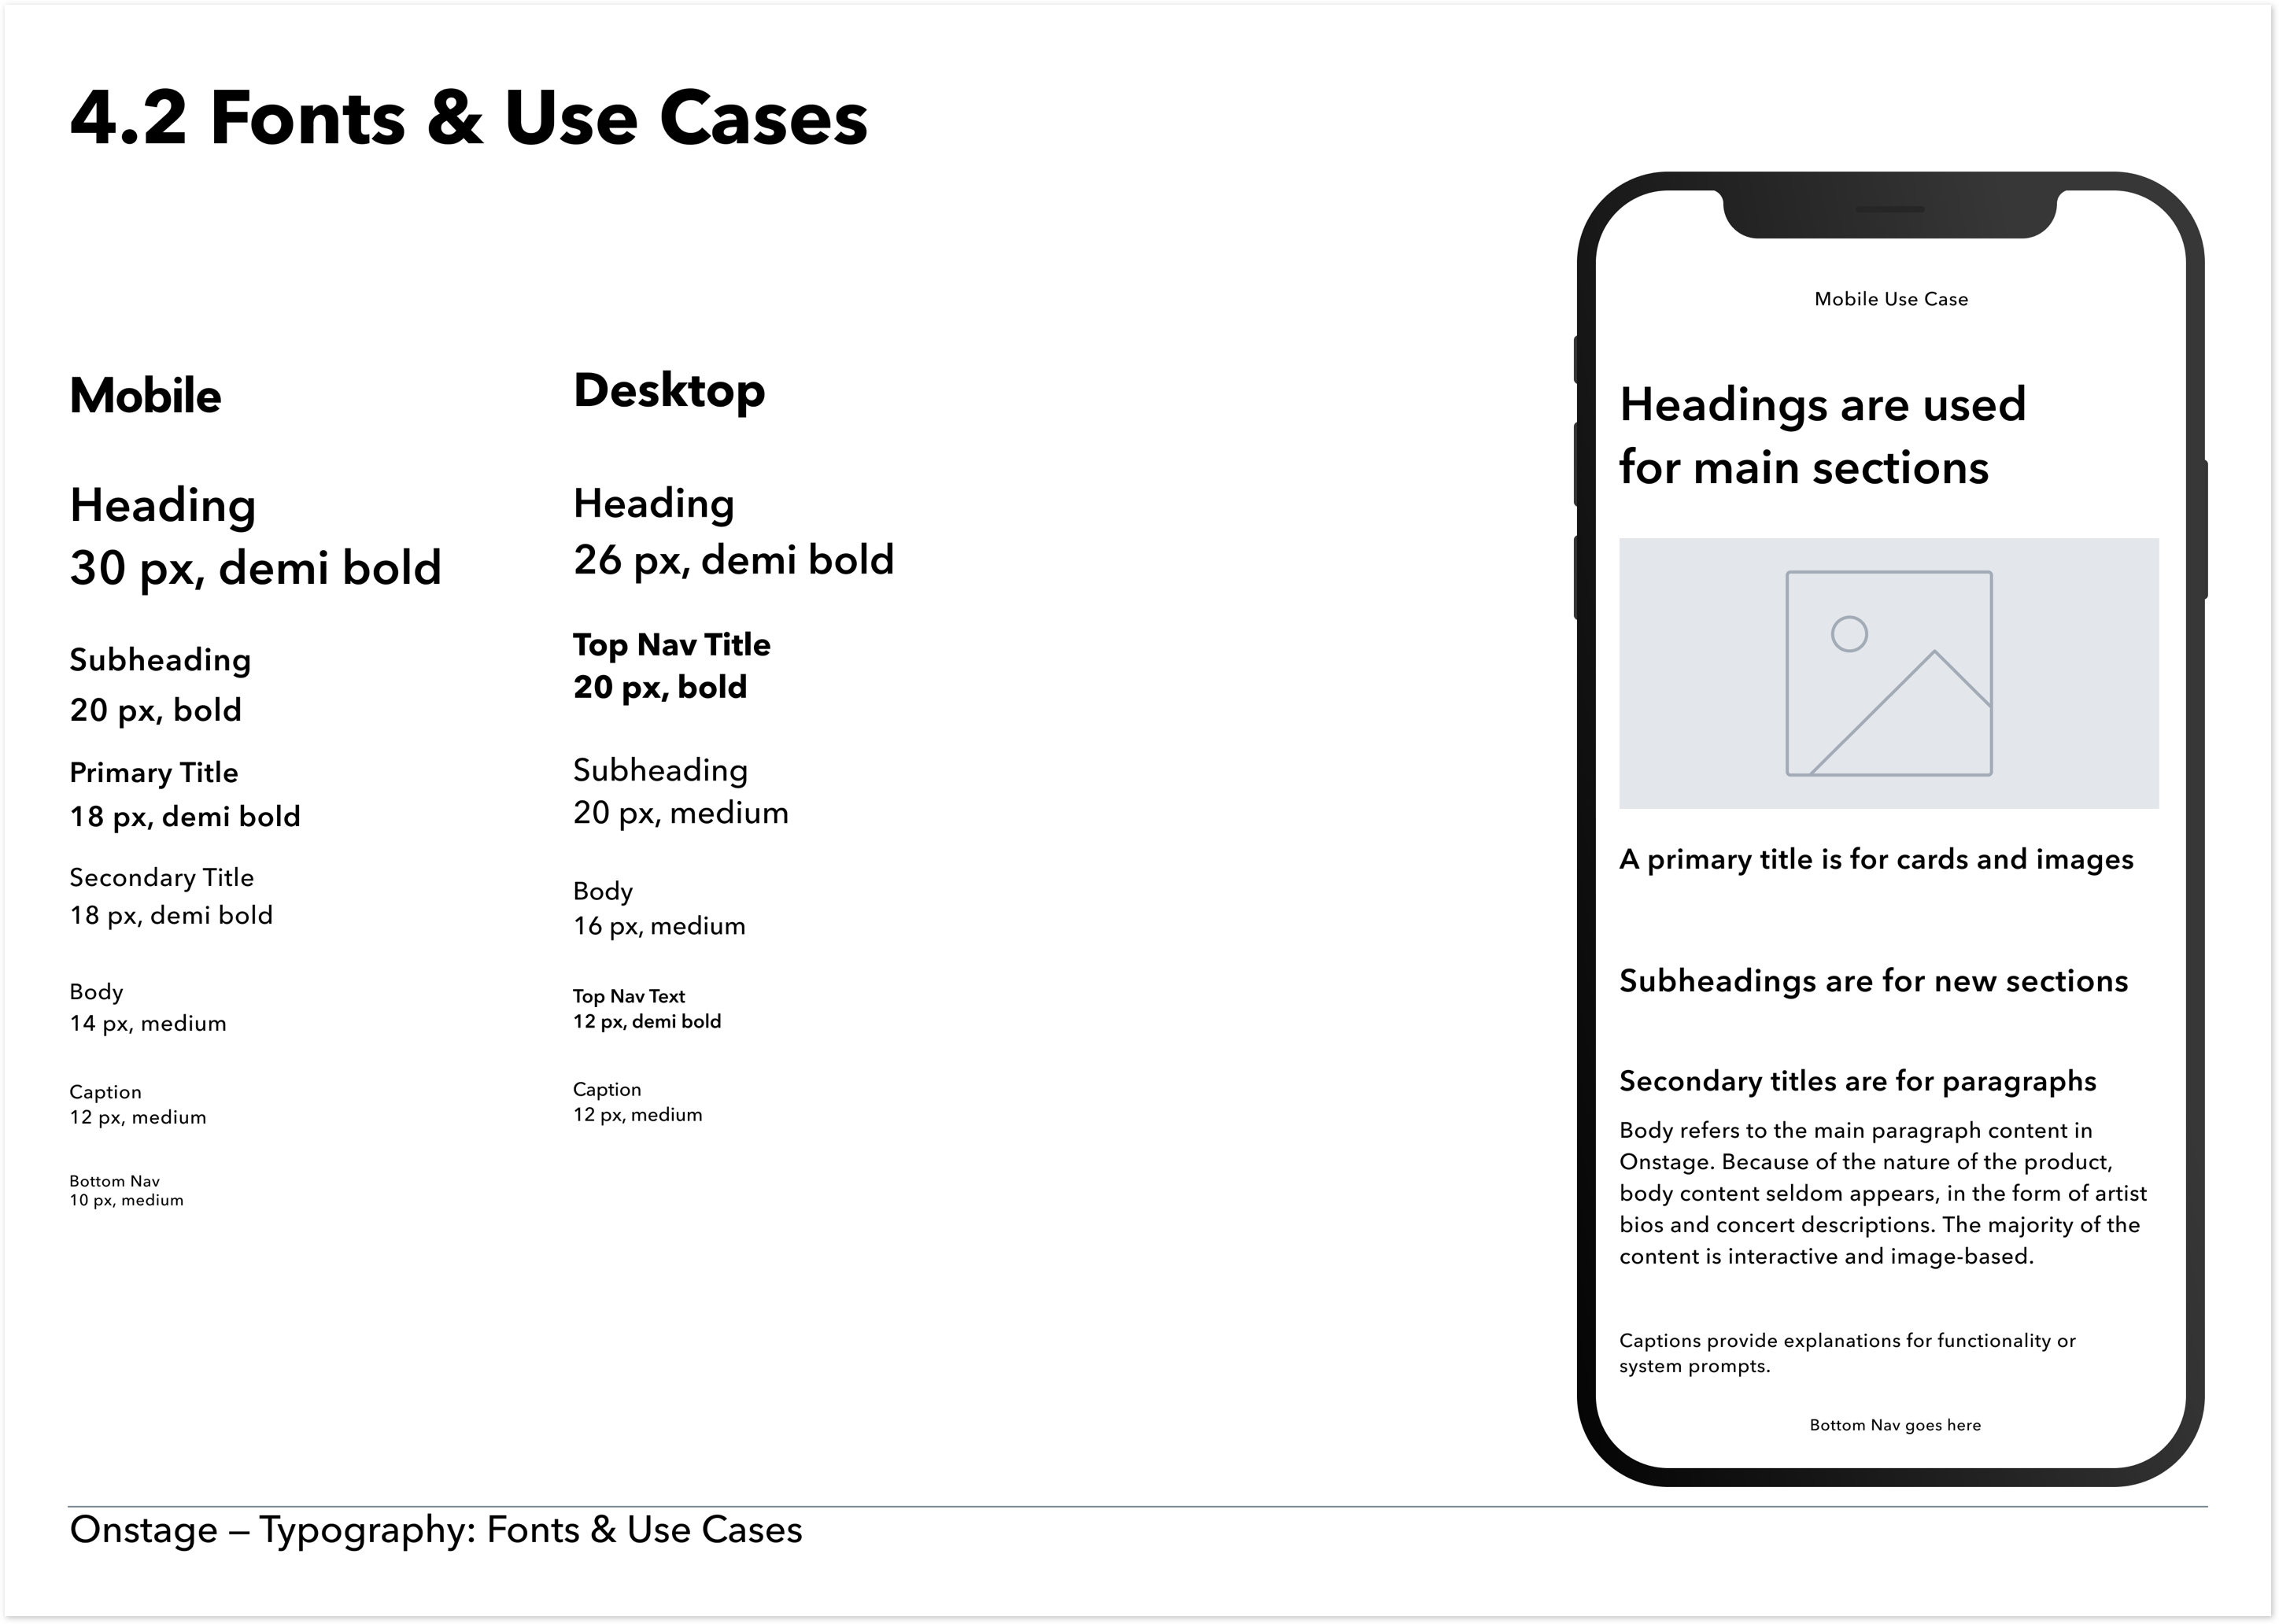 4.2 Fonts & Use Cases
Mobile
Heading
30 px, demi bold
Subheading
20 px, bold
Primary Title
18 px, demi bold
Secondary Title
18 px, demi bold
Body
14 px, medium
Caption
12 px, medium
Bottom Nav
10 px, medium
Desktop
Heading
26 px, demi bold
Top Nav Title
20 px, bold
Subheading
20 px, medium
Body
16 px, medium
Top Nav Text
12 px, demi bold
Caption
12 px, medium
Mobile Use Case
Headings are used
for main sections
A primary title is for cards and images
Subheadings are for new sections
Secondary titles are for paragraphs
Body refers to the main paragraph content in
Onstage. Because of the nature of the product,
body content seldom appears, in the form of artist
bios and concert descriptions. The majority of the
content is interactive and image-based.
Captions provide explanations for functionality or
system prompts.
Bottom Nav goes here
Onstage – Typography: Fonts & Use Cases